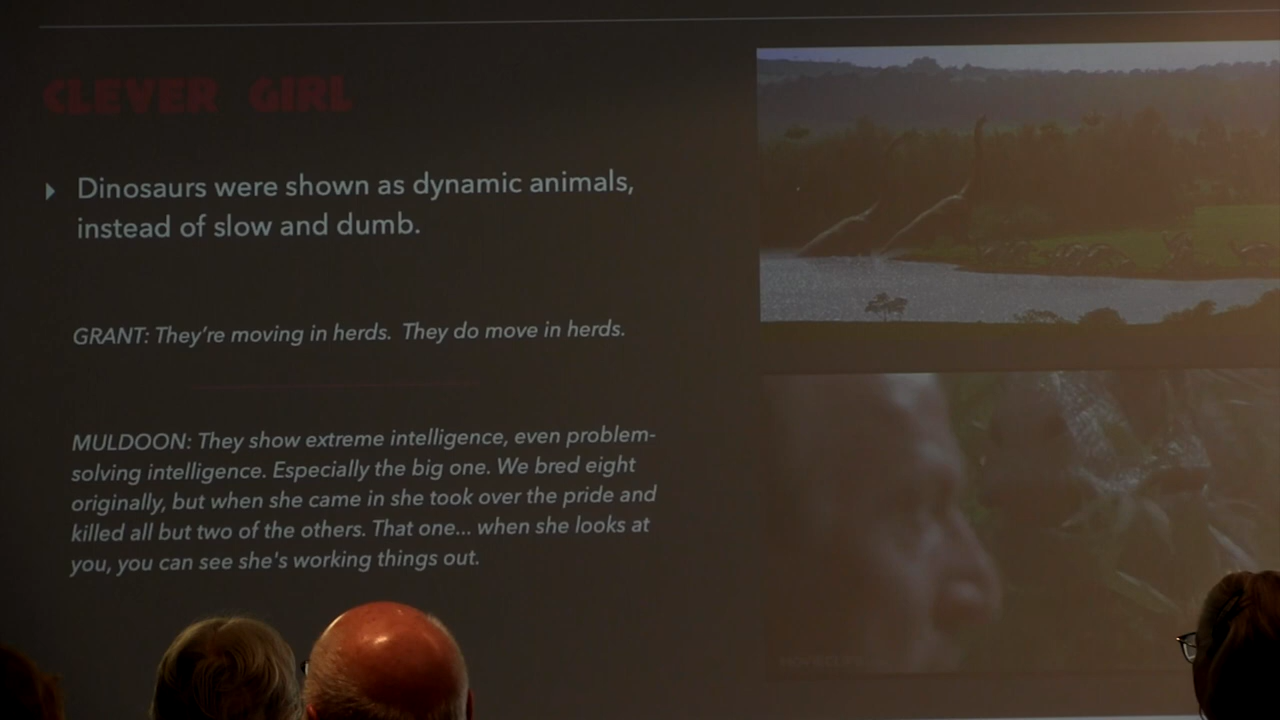 CLEVER GIRL
Dinosaurs were shown as dynamic animals,
instead of slow and dumb.
GRANT: They're moving in herds.  They do move in herds.
MULDOON: They show extreme intelligence, even problem-
solving intelligence. Especially the big one. We bred eight
originally, but when she came in she took over the pride and
killed all but two of the others. That one... when she looks at
you, you can see she's working things out.